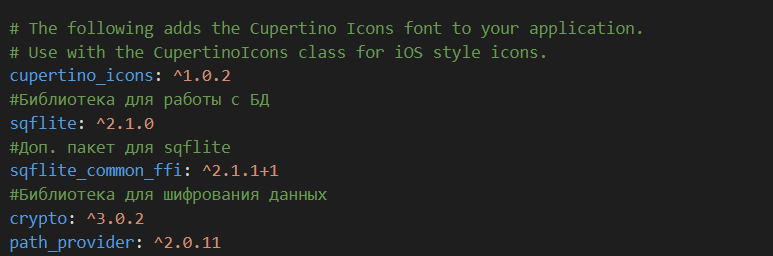 # The following adds the Cupertino Icons font to your application.
# Use with the CupertinoIcons class for iOS style icons.
cupertino_icons: ^1.0.2
#Библиотека для работы с БД
sqflite: ^2.1.0
#Доп. пакет для sqflite
sqflite_common_ffi: ^2.1.1+1
#Библиотека для шифрования данных
crypto: ^3.0.2
path_provider: ^2.0.11